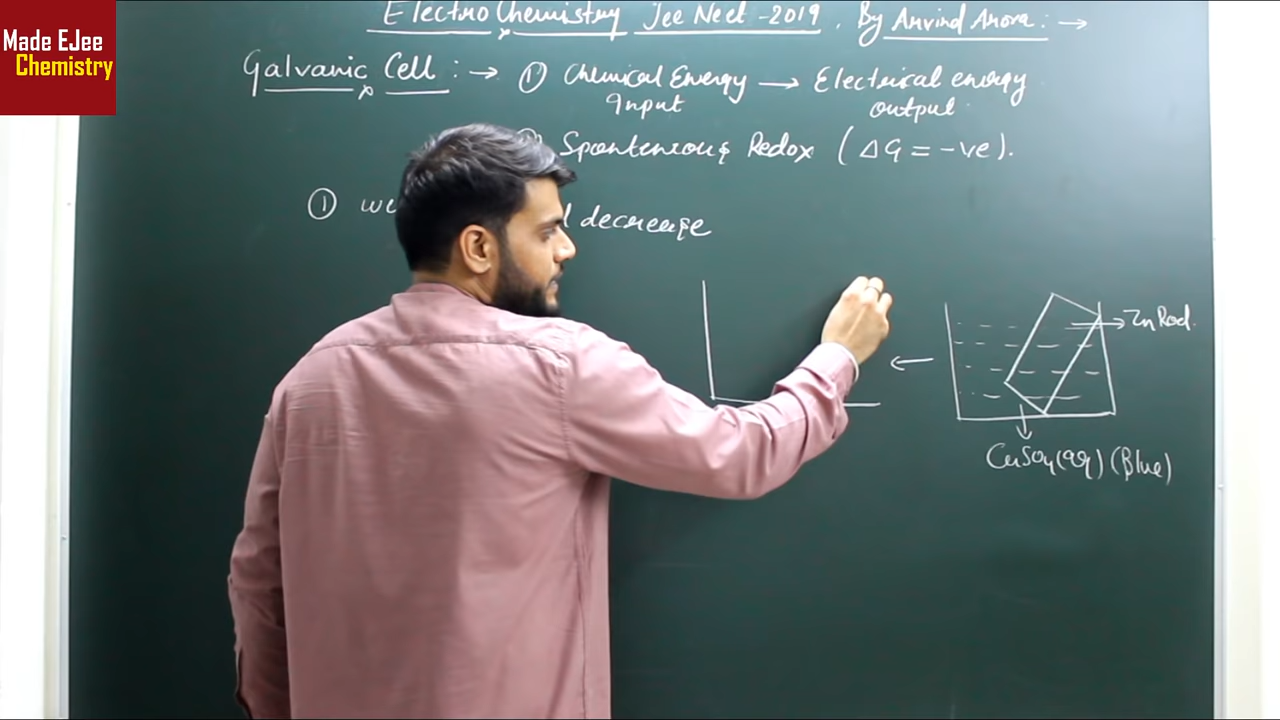 Made EJee
Chemistry
Electro Chemistry Jee Neet -2019. By Arvind Arora: →
Galvanic Cell: → ① Chemical Energy → Electrical energy
Input output
Spontaneous Redox (ΔG = -ve).
① decrease
→ Zn Rod.
←
CuSO4(aq) (Blue)